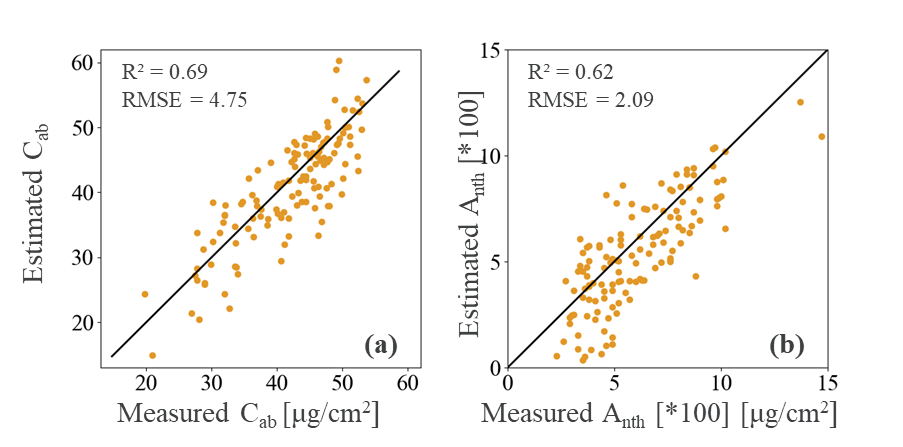 R² = 0.69
RMSE = 4.75
60
50
40
30
20
Estimated Cab
(a)
20 30 40 50 60
Measured Cab [µg/cm²]
R² = 0.62
RMSE = 2.09
15
10
5
0
Estimated Anth [*100]
(b)
0 5 10 15
Measured Anth [*100] [µg/cm²]